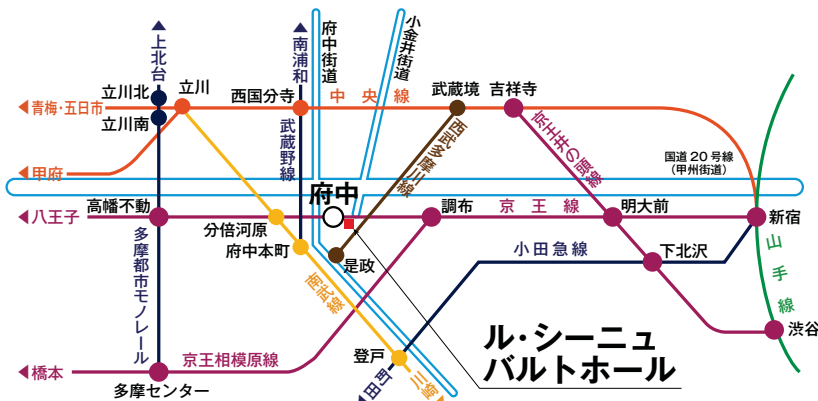 ◀上北台
◀南浦和
府中街道
小金井街道
立川北
立川
西国分寺
中央線
武蔵境
吉祥寺
◀青梅・五日市
立川南
武蔵野線
西武多摩川線
京王井の頭線
国道20号線
（甲州街道）
◀甲府
府中
高幡不動
◀八王子
調布
京王線
明大前
新宿
分倍河原
府中本町
是政
小田急線
下北沢
山手線
多摩都市モノレール
南武線
渋谷
ル・シーニュ
バルトホール
登戸
京王相模原線
◀橋本
多摩センター
◀町田
川崎▶